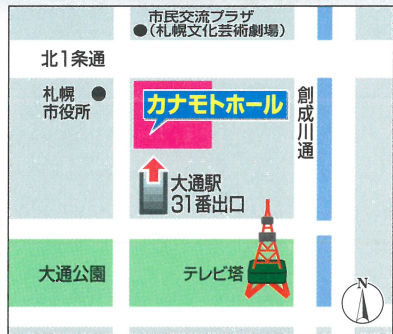 市民交流プラザ
(札幌文化芸術劇場)
北1条通
札幌
市役所
カナモトホール
創成川通
大通駅
31番出口
大通公園
テレビ塔
N